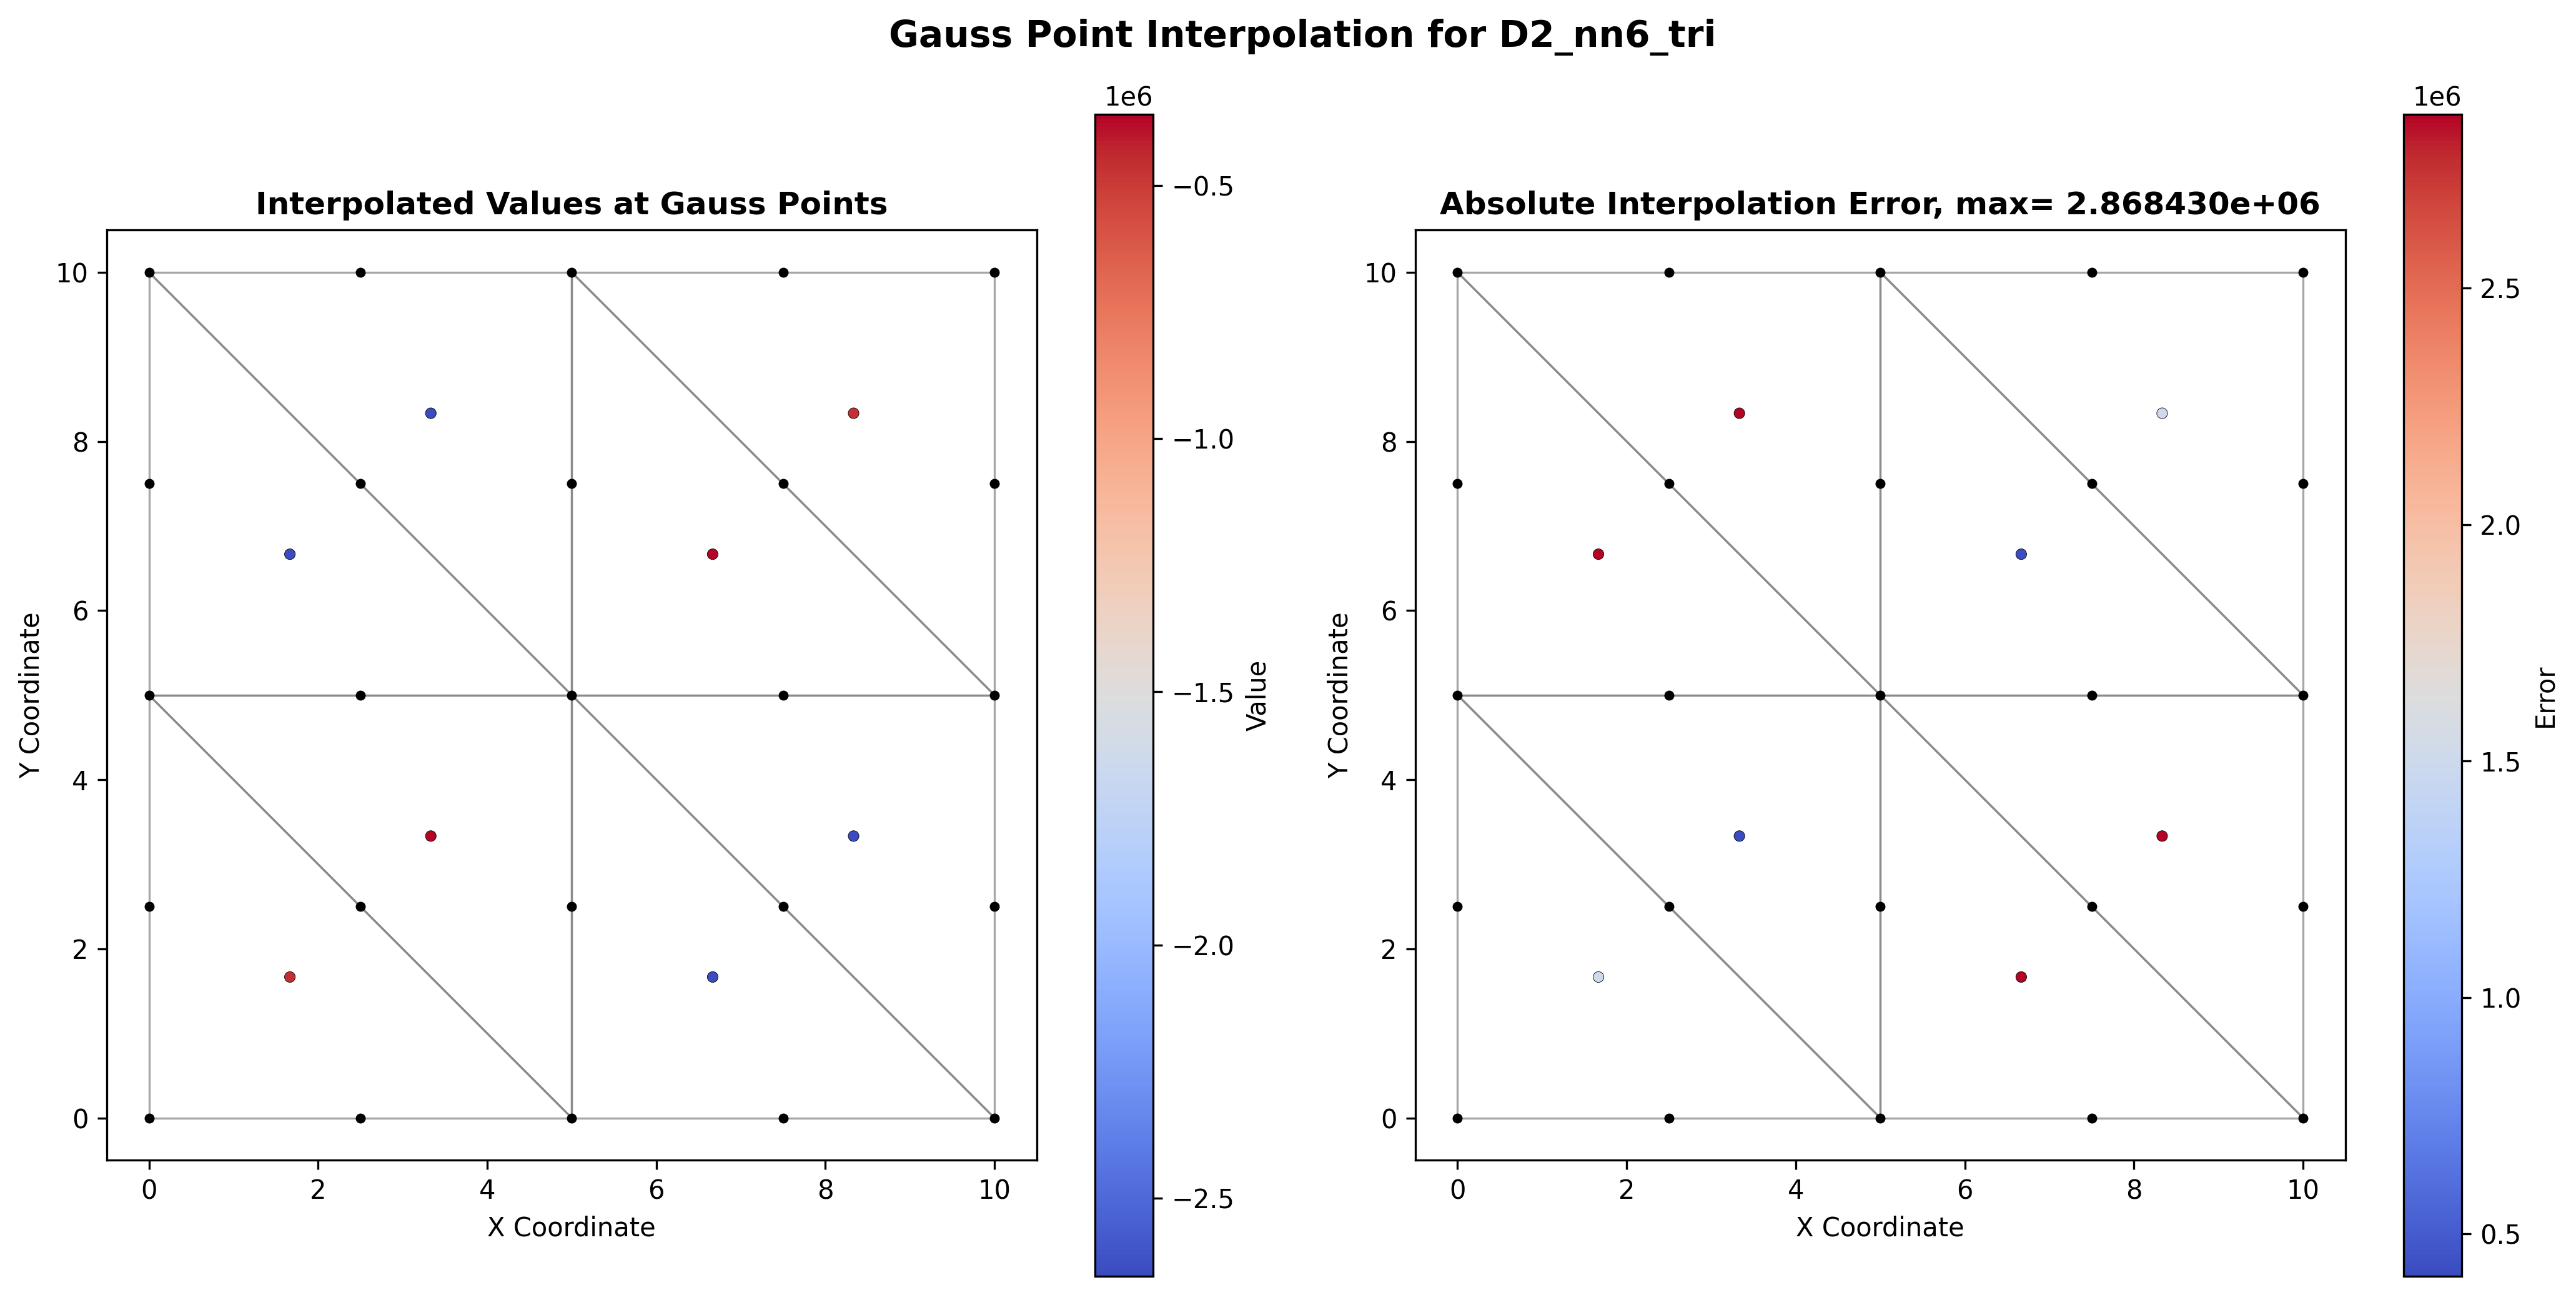 Gauss Point Interpolation for D2_nn6_tri
Interpolated Values at Gauss Points
10
8
6
4
2
0
Y Coordinate
0 2 4 6 8 10
X Coordinate
1e6
−0.5
−1.0
−1.5
−2.0
−2.5
Value
Absolute Interpolation Error, max= 2.868430e+06
10
8
6
4
2
0
Y Coordinate
0 2 4 6 8 10
X Coordinate
1e6
2.5
2.0
1.5
1.0
0.5
Error